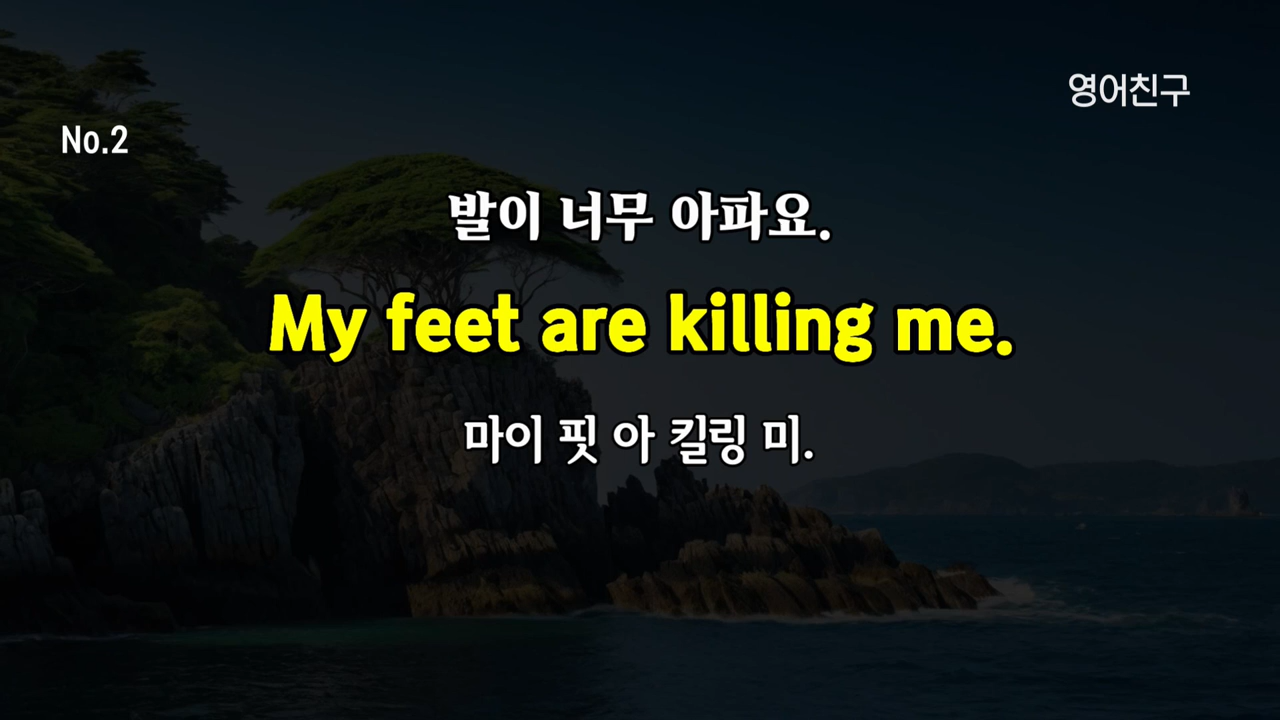 영어친구
No.2
발이 너무 아파요.
My feet are killing me.
마이 핏 아 킬링 미.